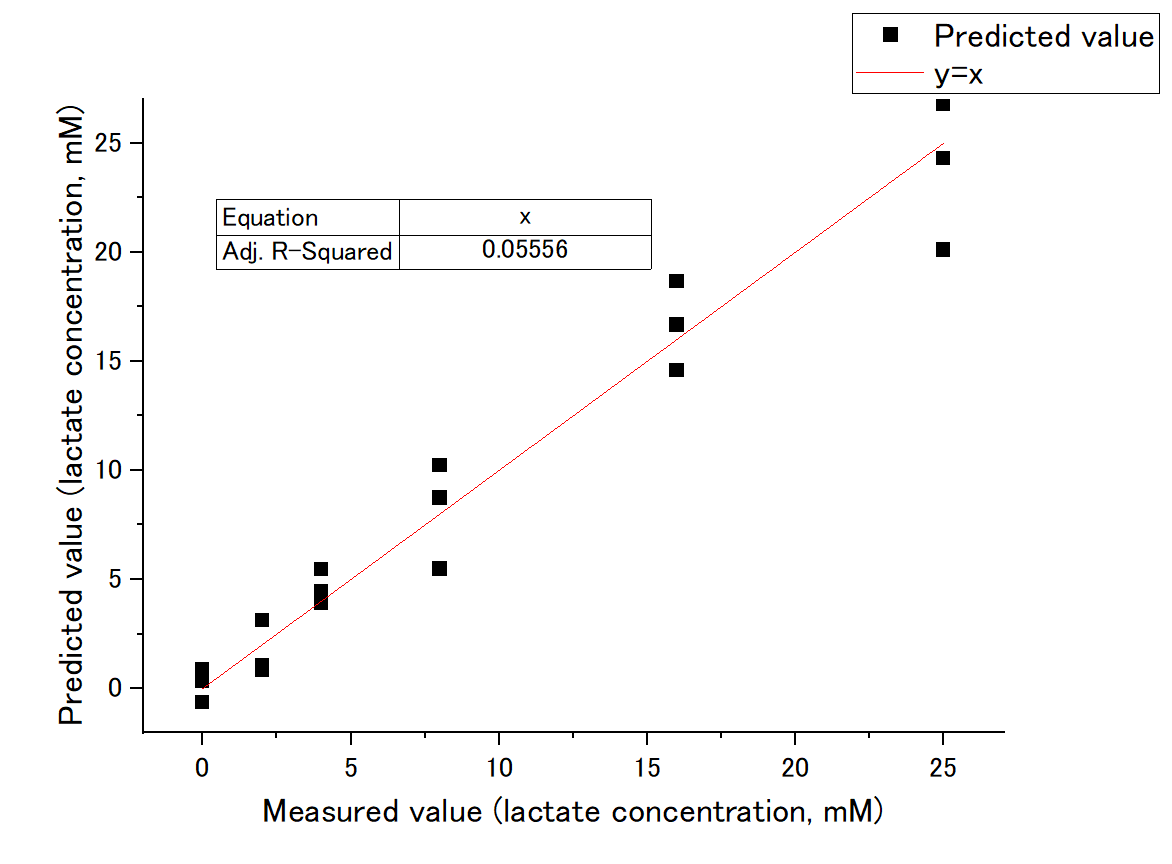 Predicted value
y=x
Predicted value (lactate concentration, mM)
25
20
15
10
5
0
Equation x
Adj. R-Squared 0.05556
0 5 10 15 20 25
Measured value (lactate concentration, mM)